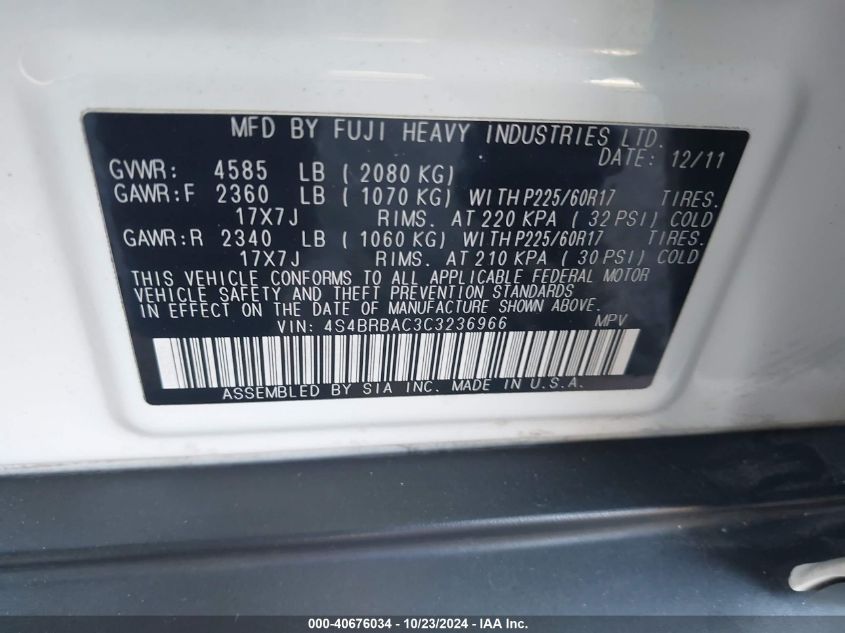 MFD BY FUJI HEAVY INDUSTRIES LTD.
DATE: 12/11
GVWR: 4585 LB ( 2080 KG)
GAWR:F 2360 LB ( 1070 KG) WITH P225/60R17 TIRES.
17X7J RIMS. AT 220 KPA ( 32 PSI) COLD
GAWR:R 2340 LB ( 1060 KG) WITH P225/60R17 TIRES.
17X7J RIMS. AT 210 KPA ( 30 PSI) COLD
THIS VEHICLE CONFORMS TO ALL APPLICABLE FEDERAL MOTOR
VEHICLE SAFETY AND THEFT PREVENTION STANDARDS
IN EFFECT ON THE DATE OF MANUFACTURE SHOWN ABOVE.
VIN: 4S4BRBAC3C3236966 MPV
ASSEMBLED BY SIA INC. MADE IN U.S.A.
000-40676034 - 10/23/2024 - IAA Inc.